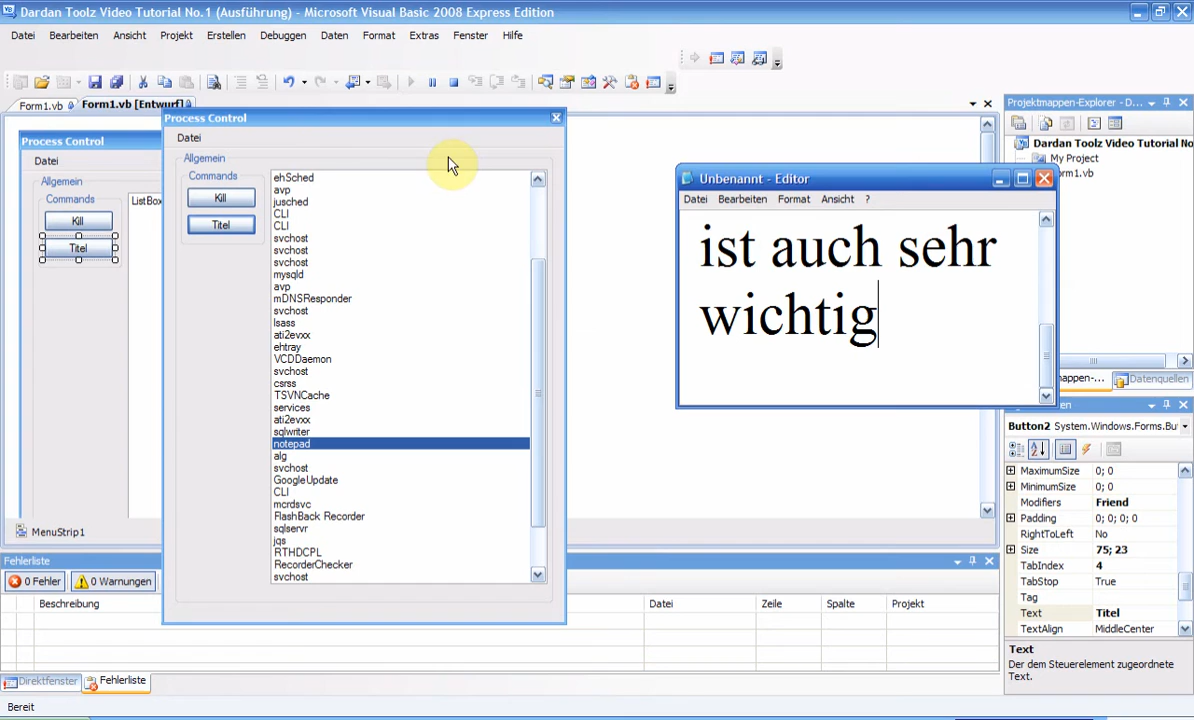 Dardan Toolz Video Tutorial No.1 (Ausführung) - Microsoft Visual Basic 2008 Express Edition
Datei Bearbeiten Ansicht Projekt Erstellen Debuggen Daten Format Extras Fenster Hilfe
Form1.vb Form1.vb [Entwurf]
Process Control
Datei
Allgemein
Commands
Kill
Titel
ListBox
MenuStrip1
Process Control
Datei
Allgemein
Commands
Kill
Titel
ehSched
avp
jusched
CLI
CLI
svchost
svchost
svchost
mysqld
avp
mDNSResponder
svchost
lsass
ati2evxx
ehtray
VCDDaemon
svchost
csrss
TSVNCache
services
ati2evxx
sqlwriter
notepad
alg
svchost
GoogleUpdate
CLI
mcrdsvc
FlashBack Recorder
sqlservr
jqs
RTHDCPL
RecorderChecker
svchost
Unbenannt - Editor
Datei Bearbeiten Format Ansicht ?
ist auch sehr
wichtig
Projektmappen-Explorer - D...
Dardan Toolz Video Tutorial No
My Project
rm1.vb
mappen-... Datenquellen
en
Button2 System.Windows.Forms.Bu
MaximumSize 0; 0
MinimumSize 0; 0
Modifiers Friend
Padding 0; 0; 0; 0
RightToLeft No
Size 75; 23
TabIndex 4
TabStop True
Tag
Text Titel
TextAlign MiddleCenter
Text
Der dem Steuerelement zugeordnete
Text.
Fehlerliste
0 Fehler 0 Warnungen
Beschreibung Datei Zeile Spalte Projekt
Direktfenster Fehlerliste
Bereit